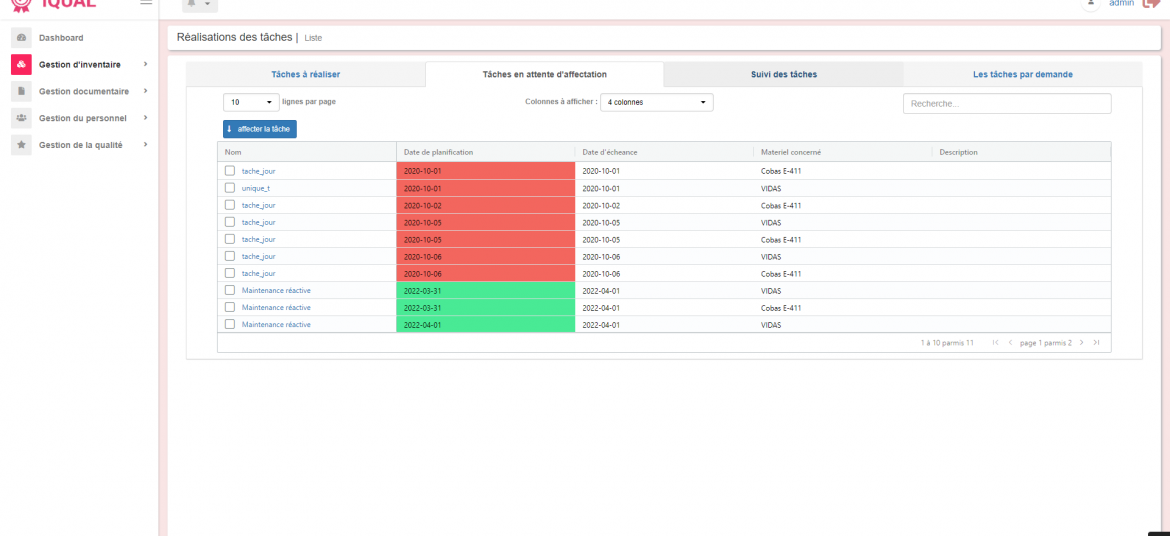 IQUAL
admin
Dashboard
Gestion d'inventaire
Gestion documentaire
Gestion du personnel
Gestion de la qualité
Réalisations des tâches | Liste
Tâches à réaliser
Tâches en attente d'affectation
Suivi des tâches
Les tâches par demande
10 lignes par page
Colonnes à afficher : 4 colonnes
Recherche...
affecter la tâche
Nom Date de planification Date d'écheance Materiel concerné Description
tache_jour 2020-10-01 2020-10-01 Cobas E-411
unique_t 2020-10-01 2020-10-01 VIDAS
tache_jour 2020-10-02 2020-10-02 Cobas E-411
tache_jour 2020-10-05 2020-10-05 VIDAS
tache_jour 2020-10-05 2020-10-05 Cobas E-411
tache_jour 2020-10-06 2020-10-06 VIDAS
tache_jour 2020-10-06 2020-10-06 Cobas E-411
Maintenance réactive 2022-03-31 2022-04-01 VIDAS
Maintenance réactive 2022-03-31 2022-04-01 Cobas E-411
Maintenance réactive 2022-04-01 2022-04-01 VIDAS
1 à 10 parmis 11 page 1 parmis 2